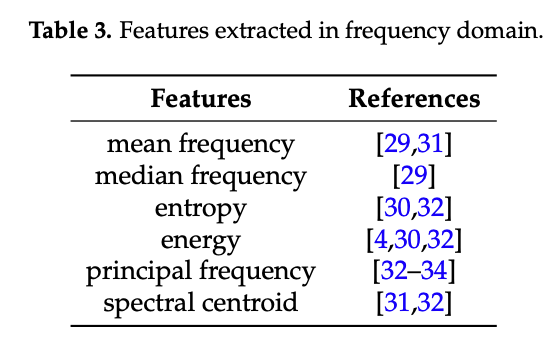 Table 3. Features extracted in frequency domain.
Features References
mean frequency [29,31]
median frequency [29]
entropy [30,32]
energy [4,30,32]
principal frequency [32–34]
spectral centroid [31,32]